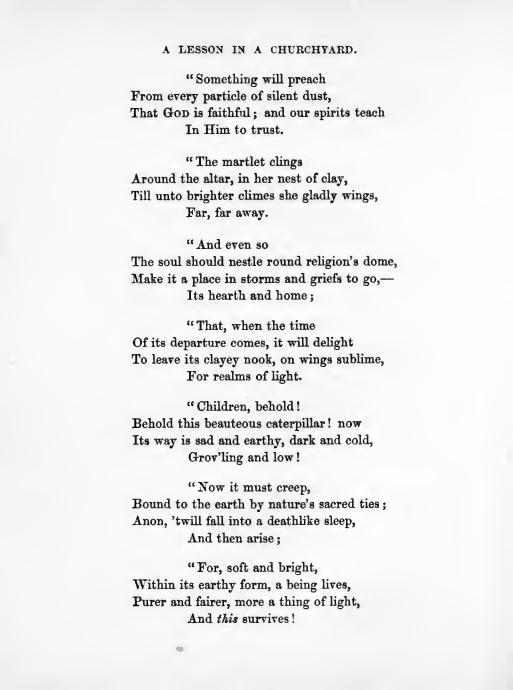 A LESSON IN A CHURCHYARD.
“Something will preach
From every particle of silent dust,
That GOD is faithful; and our spirits teach
In Him to trust.
“The martlet clings
Around the altar, in her nest of clay,
Till unto brighter climes she gladly wings,
Far, far away.
“And even so
The soul should nestle round religion's dome,
Make it a place in storms and griefs to go,—
Its hearth and home;
“That, when the time
Of its departure comes, it will delight
To leave its clayey nook, on wings sublime,
For realms of light.
“Children, behold!
Behold this beauteous caterpillar! now
Its way is sad and earthy, dark and cold,
Grov'ling and low!
“Now it must creep,
Bound to the earth by nature's sacred ties;
Anon, 'twill fall into a deathlike sleep,
And then arise;
“For, soft and bright,
Within its earthy form, a being lives,
Purer and fairer, more a thing of light,
And this survives!